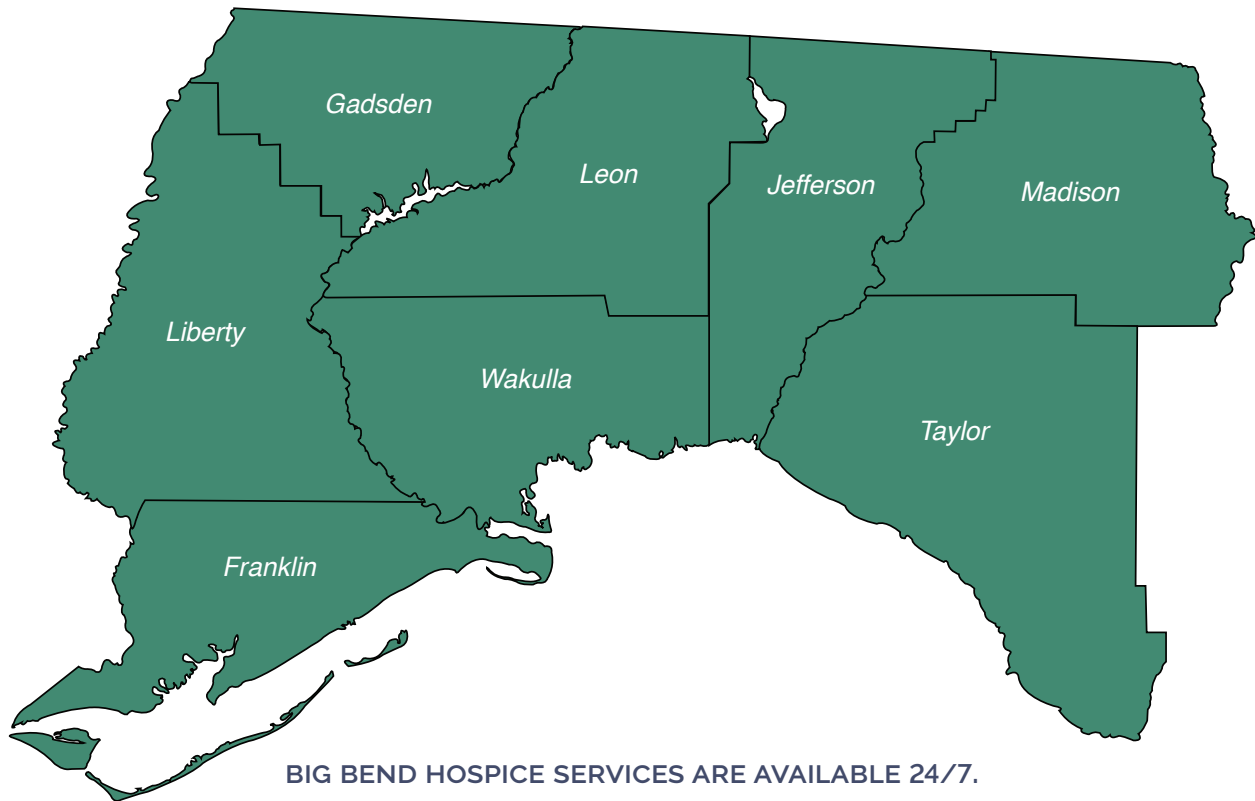 Gadsden
Leon
Jefferson
Madison
Liberty
Wakulla
Taylor
Franklin
BIG BEND HOSPICE SERVICES ARE AVAILABLE 24/7.